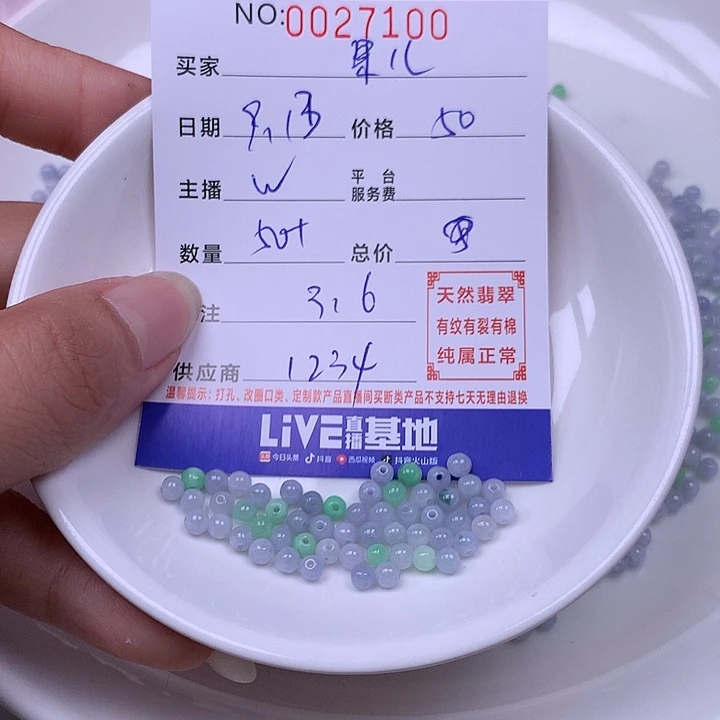 NO:0027100
买家 果儿
日期 价格 50
主播 W 平台服务费
数量 50+ 总价
注 3.6
供应商 1234
天然翡翠
有纹有裂有棉
纯属正常
温馨提示：打孔、改圈口类、定制款产品直播间买断类产品不支持七天无理由退换
LiVE直播基地
今日头条 抖音 西瓜视频 抖音火山版